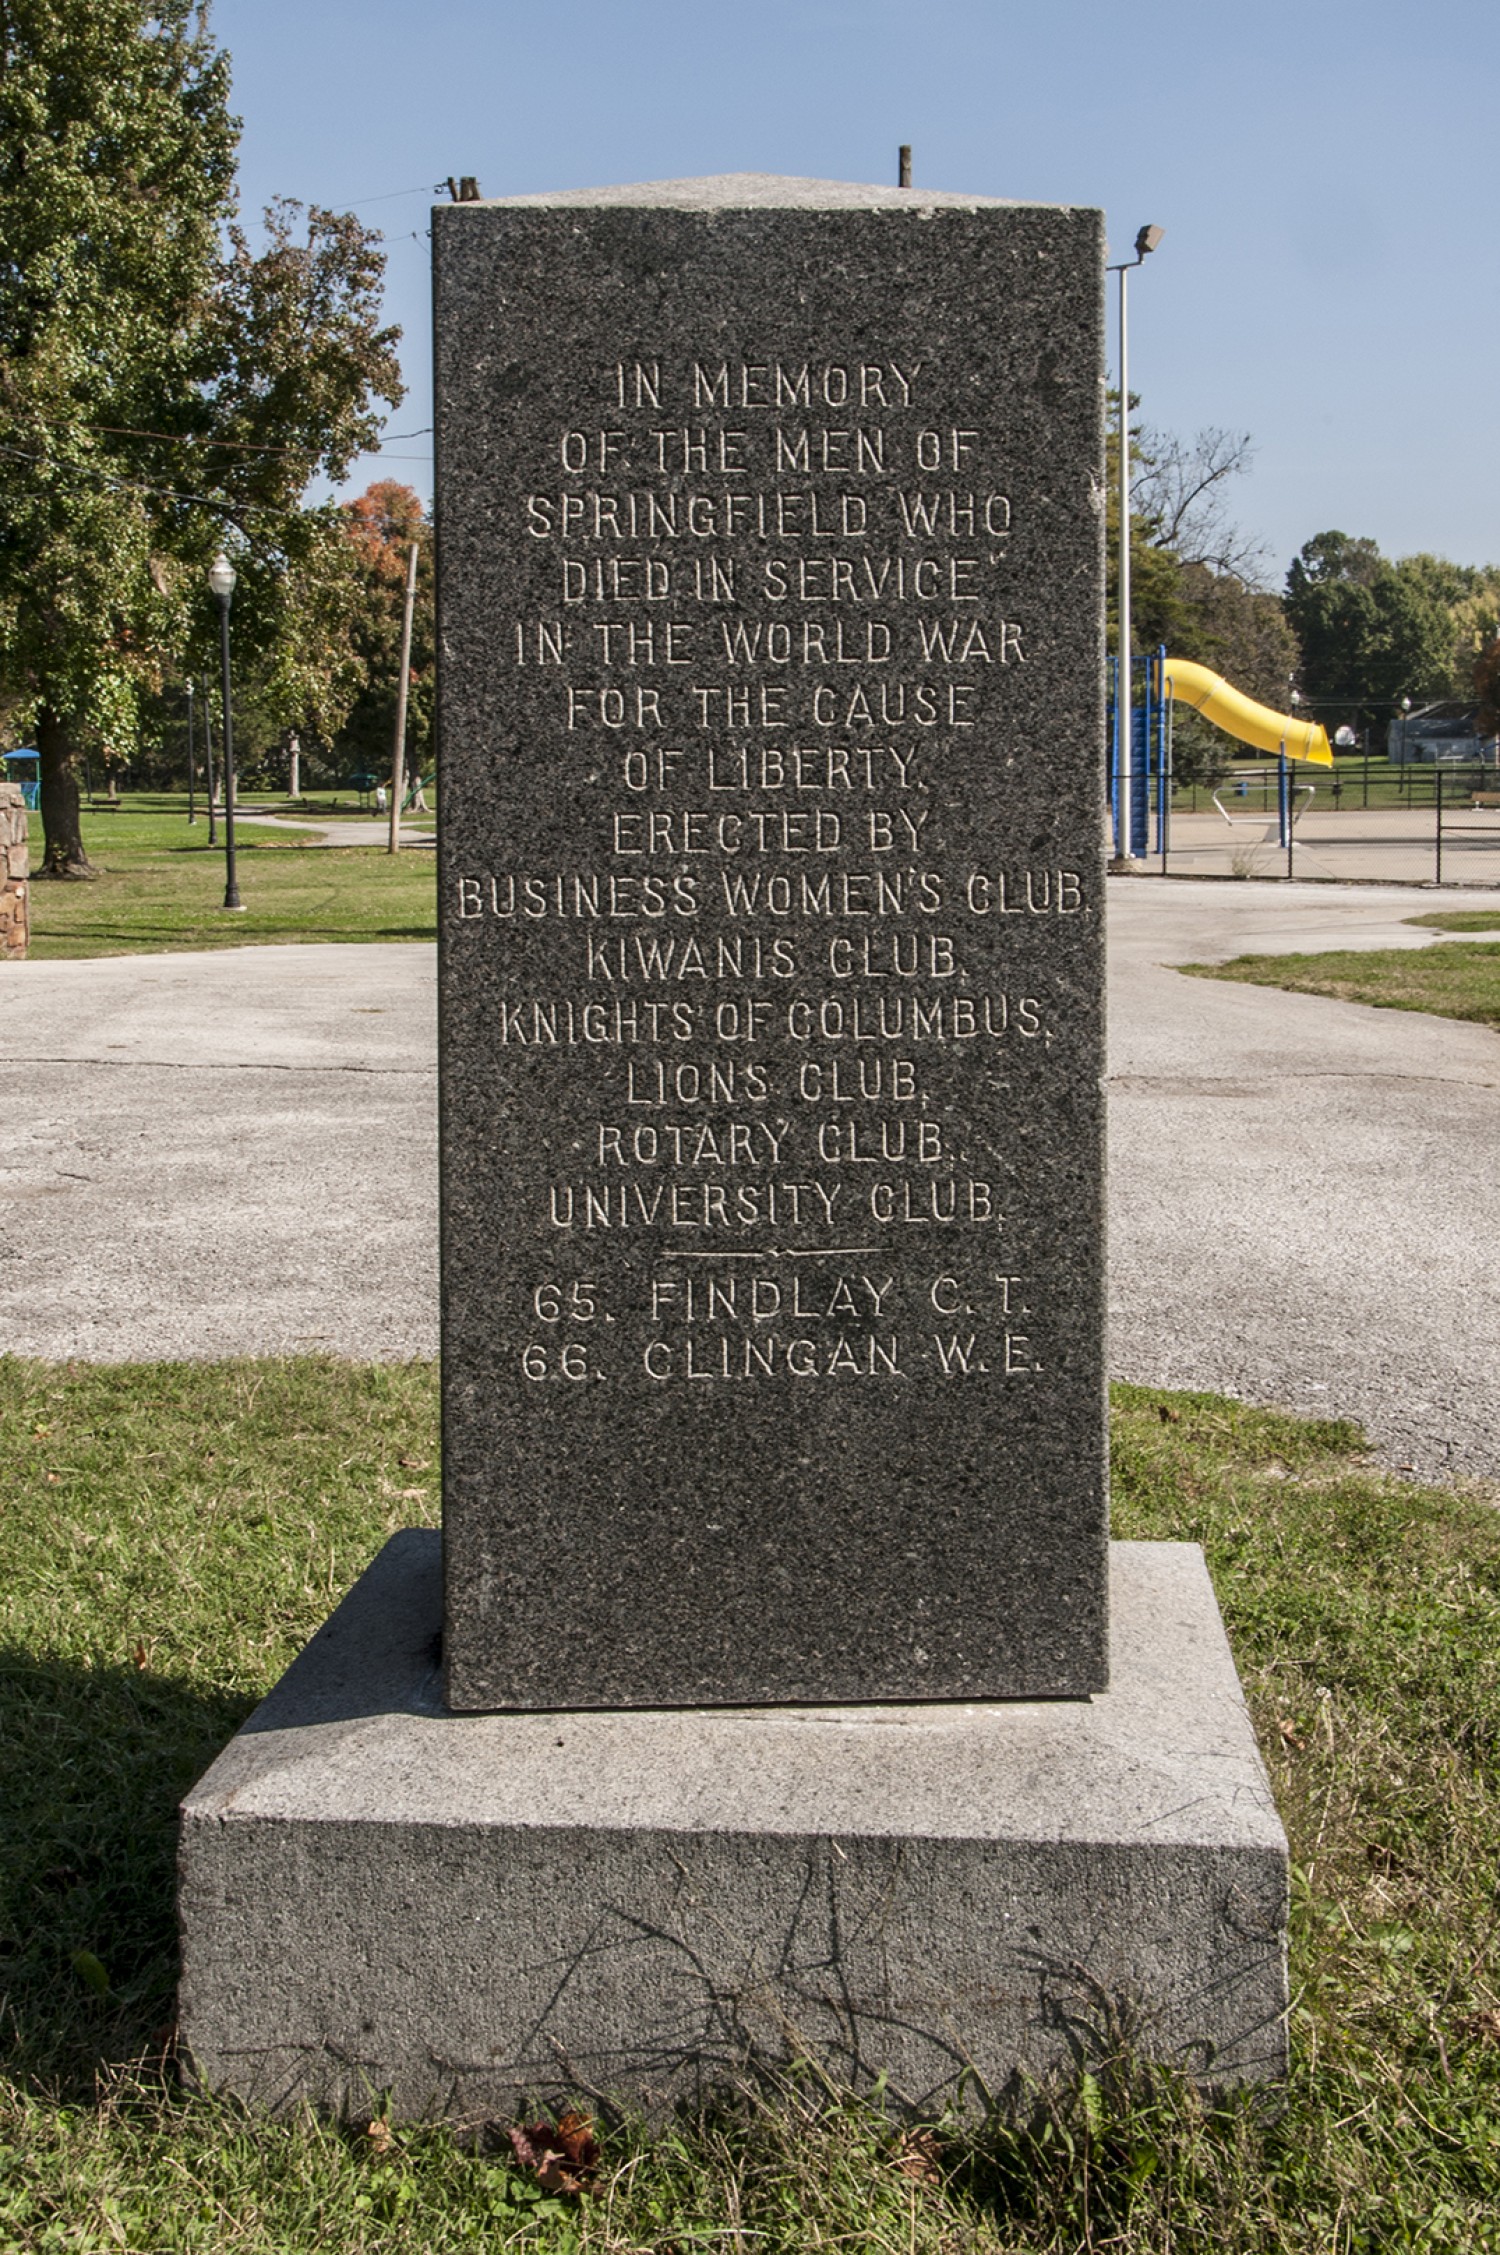 IN MEMORY
OF THE MEN OF
SPRINGFIELD WHO
DIED IN SERVICE
IN THE WORLD WAR
FOR THE CAUSE
OF LIBERTY.
ERECTED BY
BUSINESS WOMEN'S CLUB,
KIWANIS CLUB,
KNIGHTS OF COLUMBUS,
LIONS CLUB,
ROTARY CLUB,
UNIVERSITY CLUB,
65. FINDLAY C. T.
66. CLINGAN W. E.